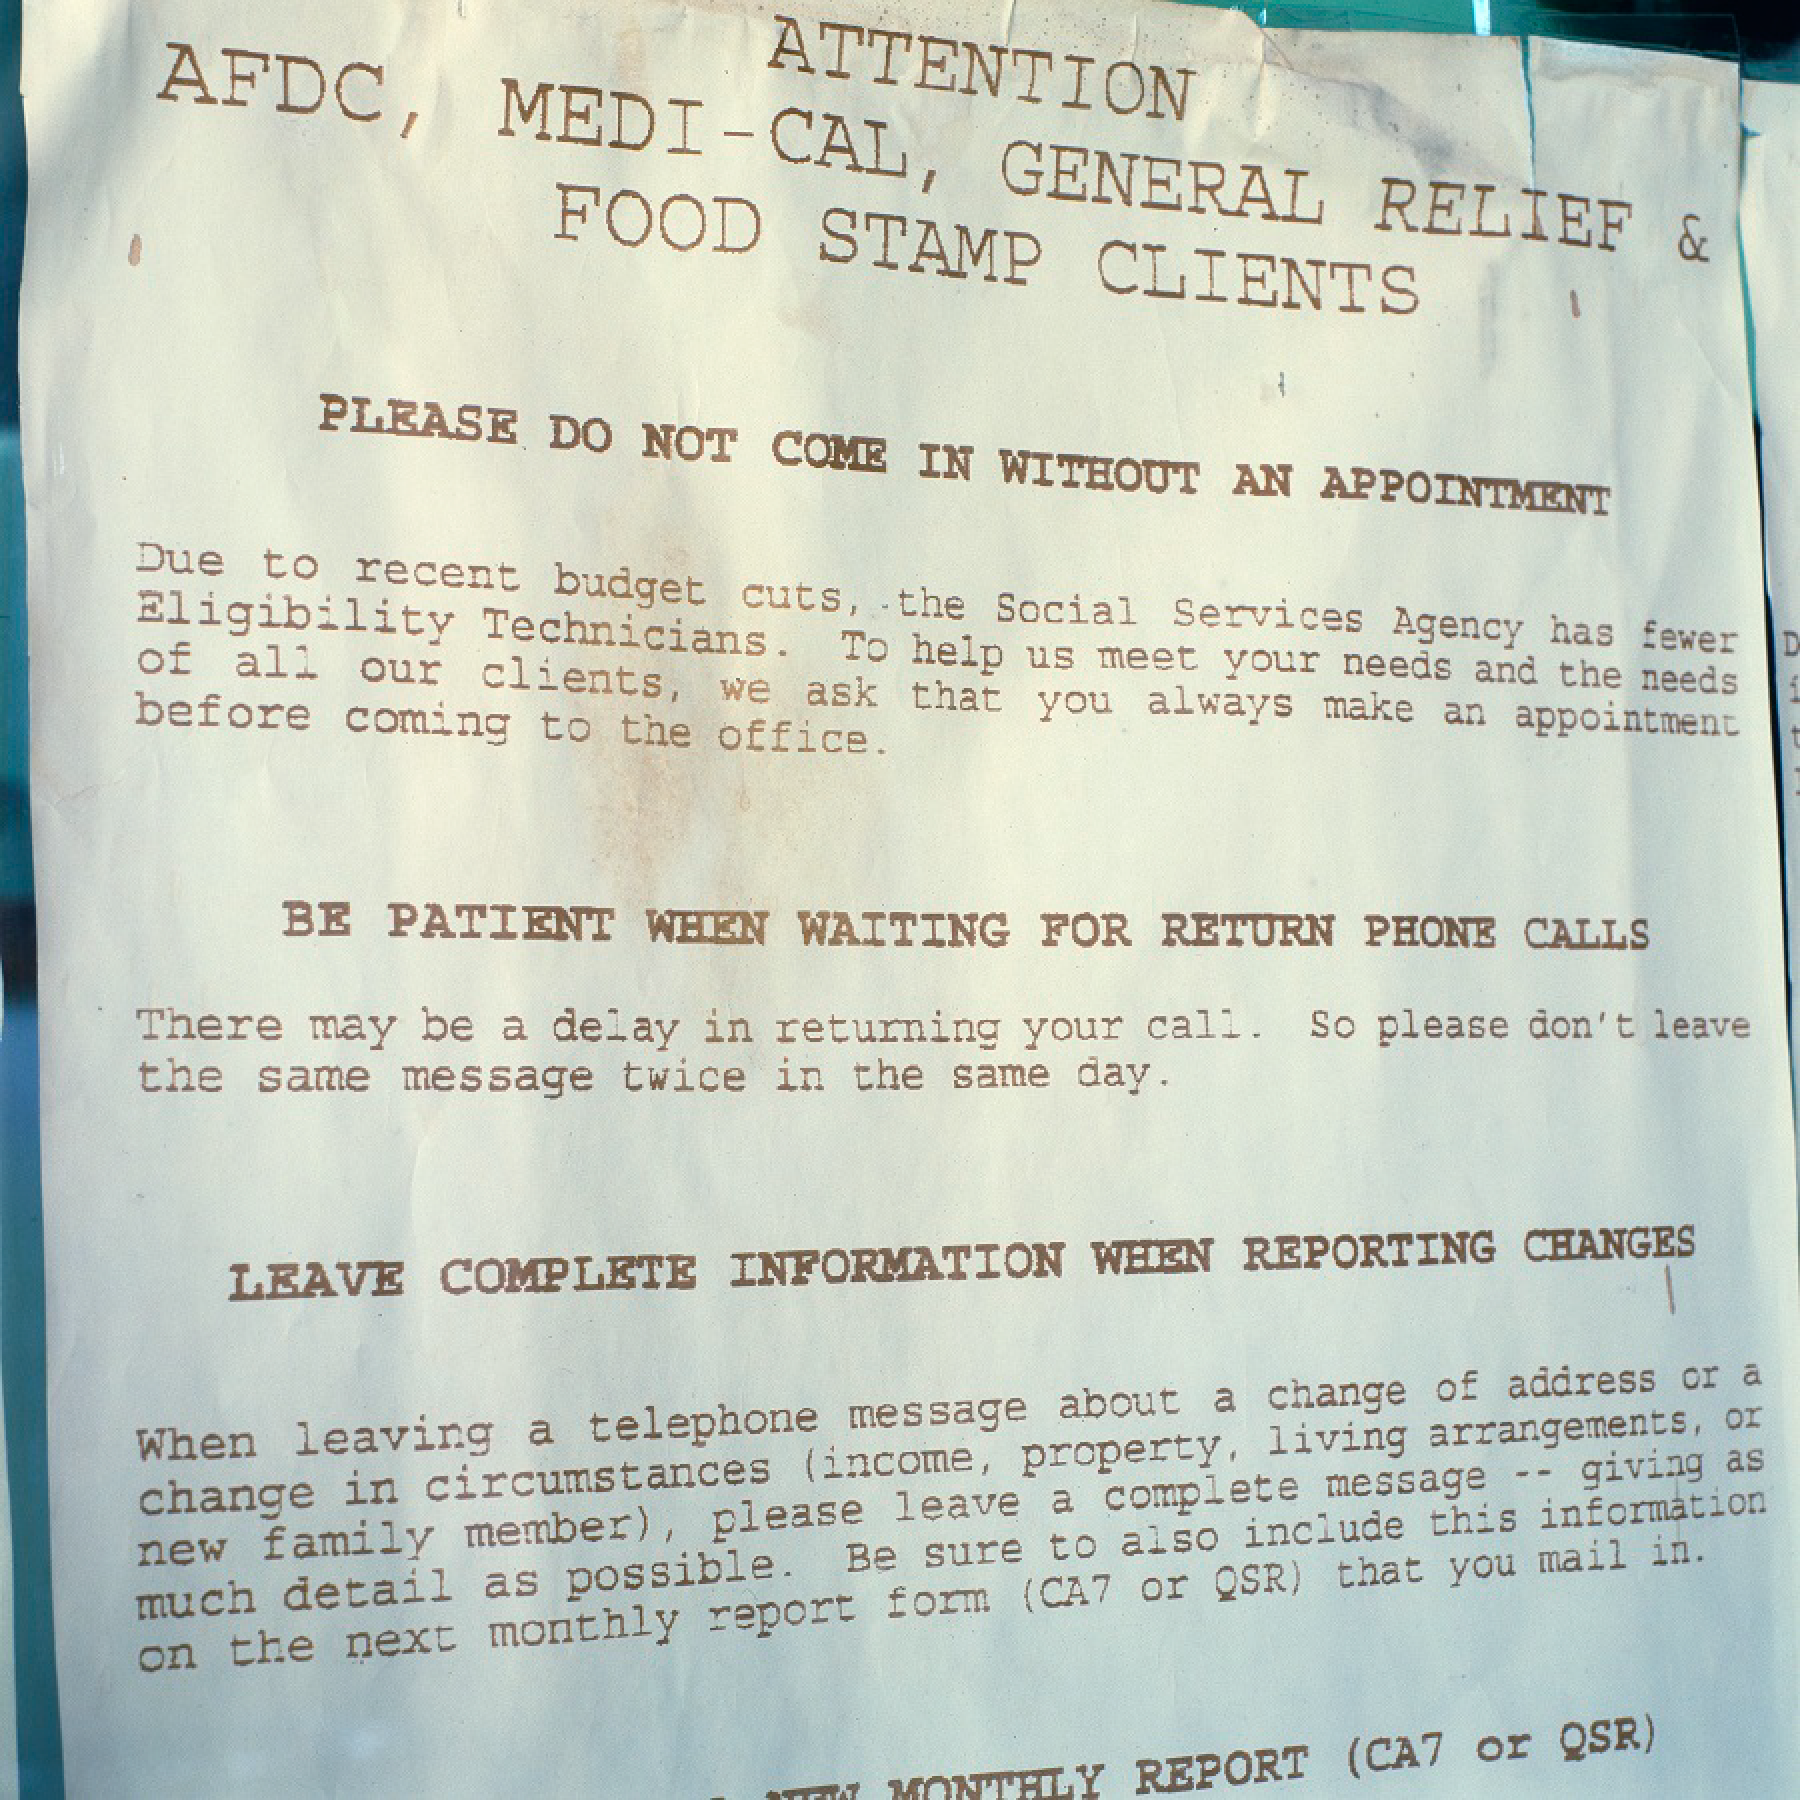 ATTENTION
AFDC, MEDI-CAL, GENERAL RELIEF &
FOOD STAMP CLIENTS
PLEASE DO NOT COME IN WITHOUT AN APPOINTMENT
Due to recent budget cuts, the Social Services Agency has fewer
Eligibility Technicians. To help us meet your needs and the needs
of all our clients, we ask that you always make an appointment
before coming to the office.
BE PATIENT WHEN WAITING FOR RETURN PHONE CALLS
There may be a delay in returning your call. So please don't leave
the same message twice in the same day.
LEAVE COMPLETE INFORMATION WHEN REPORTING CHANGES
When leaving a telephone message about a change of address or a
change in circumstances (income, property, living arrangements, or
new family member), please leave a complete message -- giving as
much detail as possible. Be sure to also include this information
on the next monthly report form (CA7 or QSR) that you mail in.
NEW MONTHLY REPORT (CA7 or QSR)